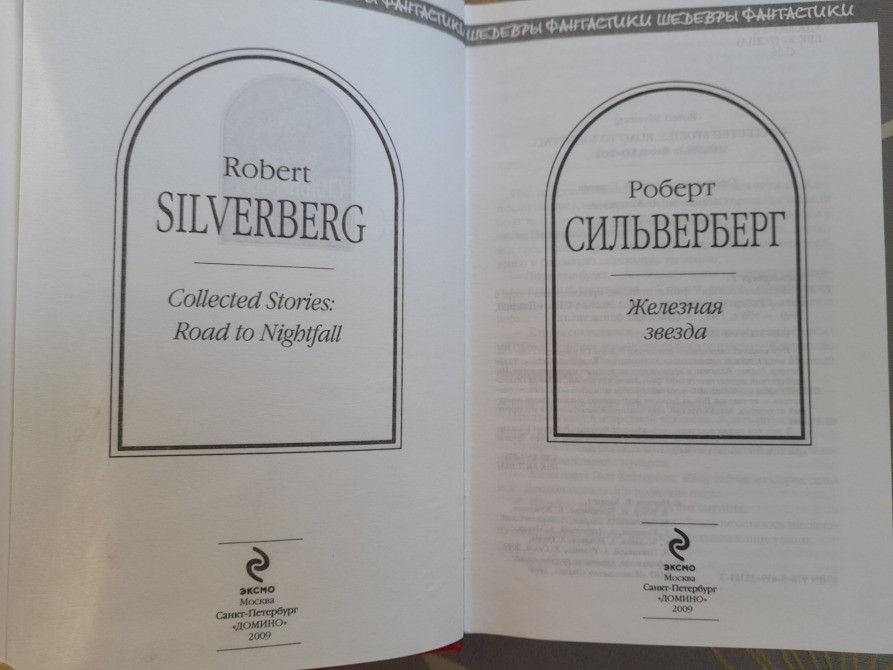 ШЕДЕВРЫ ФАНТАСТИКИ ШЕДЕВРЫ ФАНТАСТИКИ
Robert
SILVERBERG
Collected Stories:
Road to Nightfall
ЭКСМО
Москва
Санкт-Петербург
«ДОМИНО»
2009
Роберт
СИЛЬВЕРБЕРГ
Железная
звезда
ЭКСМО
Москва
Санкт-Петербург
«ДОМИНО»
2009